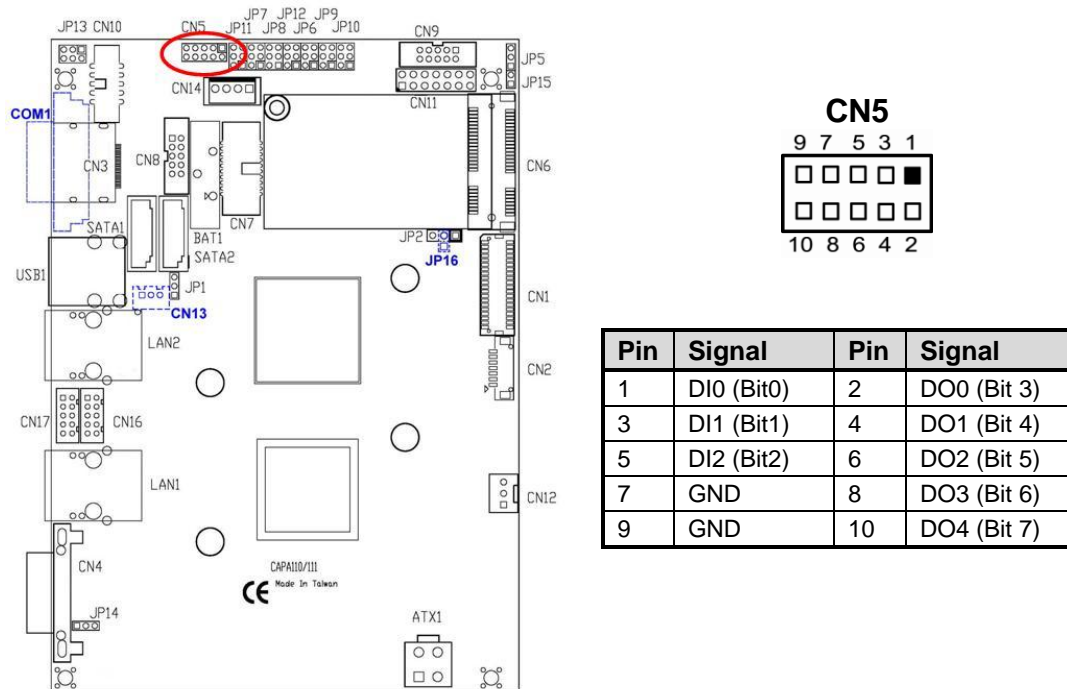 JP7 JP12 JP9
JP13 CN10 CN5 JP11 JP8 JP6 JP10 CN9
JP5
JP15
CN14
CN11
COM1
CN3
CN8
CN7
CN6
SATA1
BAT1
SATA2
JP2
JP16
USB1
JP1
CN13
CN1
LAN2
CN2
CN17 CN16
LAN1
CN12
CN4
CAPA110/111
CE Made In Taiwan
JP14
ATX1
CN5
9 7 5 3 1
10 8 6 4 2
Pin Signal Pin Signal
1 DI0 (Bit0) 2 DO0 (Bit 3)
3 DI1 (Bit1) 4 DO1 (Bit 4)
5 DI2 (Bit2) 6 DO2 (Bit 5)
7 GND 8 DO3 (Bit 6)
9 GND 10 DO4 (Bit 7)